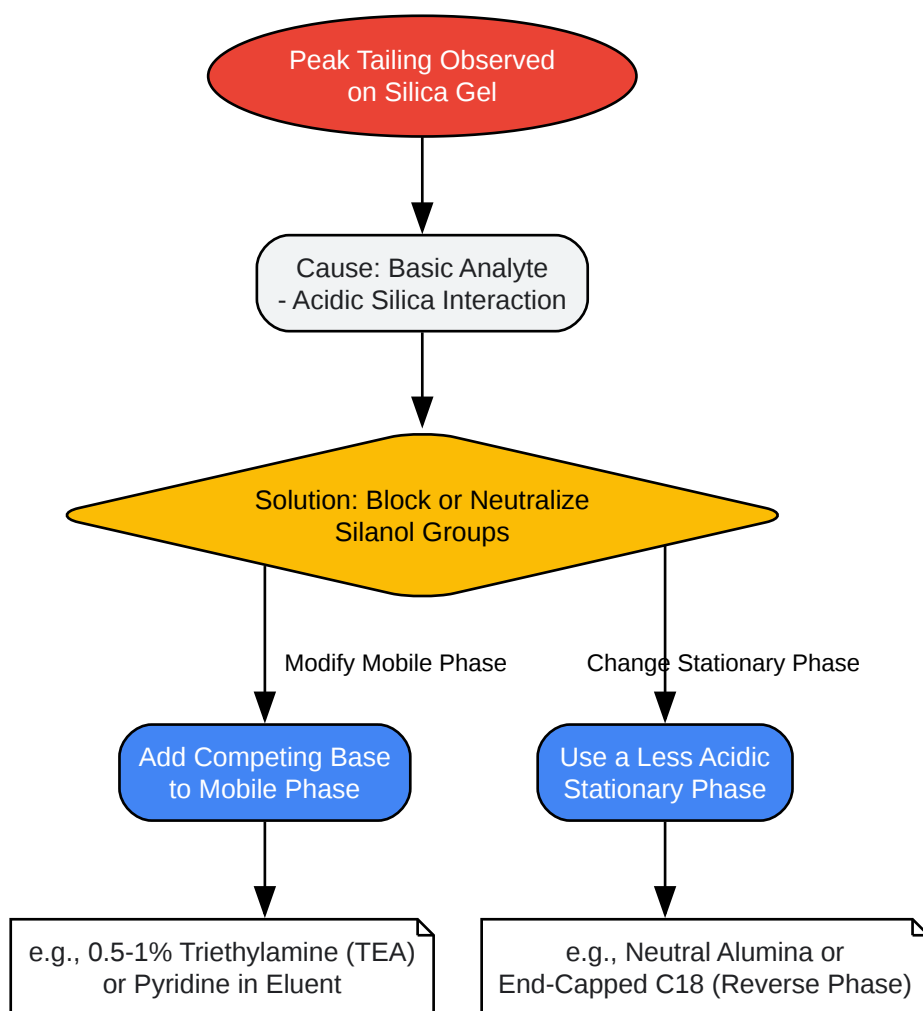 Peak Tailing Observed
on Silica Gel
Cause: Basic Analyte
- Acidic Silica Interaction
Solution: Block or Neutralize
Silanol Groups
Modify Mobile Phase
Change Stationary Phase
Add Competing Base
to Mobile Phase
Use a Less Acidic
Stationary Phase
e.g., 0.5-1% Triethylamine (TEA)
or Pyridine in Eluent
e.g., Neutral Alumina or
End-Capped C18 (Reverse Phase)